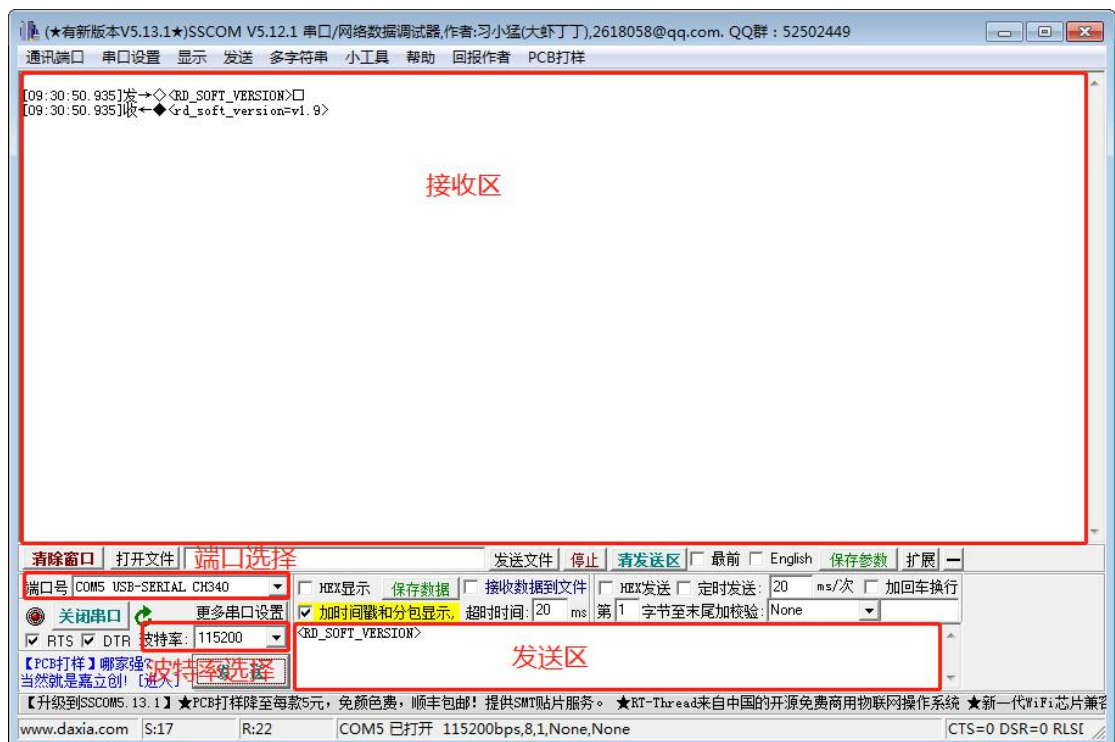 (★有新版本V5.13.1★)SSCOM V5.12.1 串口/网络数据调试器,作者:习小猛(大虾丁丁),2618058@qq.com. QQ群：52502449
通讯端口 串口设置 显示 发送 多字符串 小工具 帮助 回报作者 PCB打样
[09:30:50.935]发→◇<RD_SOFT_VERSION>□
[09:30:50.935]收←◆<rd_soft_version=v1.9>
接收区
清除窗口 打开文件 端口选择 发送文件 停止 清发送区 最前 English 保存参数 扩展 —
端口号 COM5 USB-SERIAL CH340 HEX显示 保存数据 接收数据到文件 HEX发送 定时发送: 20 ms/次 加回车换行
关闭串口 更多串口设置 加时间戳和分包显示, 超时时间: 20 ms 第 1 字节至末尾加校验: None
RTS DTR 波特率: 115200 <RD_SOFT_VERSION>
发送区
【PCB打样】哪家强?
当然就是嘉立创! [进入] 波特率选择 发 送
【升级到SSCOM5.13.1】★PCB打样降至每款5元，免颜色费，顺丰包邮！提供SMT贴片服务。 ★RT-Thread来自中国的开源免费商用物联网操作系统 ★新一代WiFi芯片兼容
www.daxia.com S:17 R:22 COM5 已打开 115200bps,8,1,None,None CTS=0 DSR=0 RLS